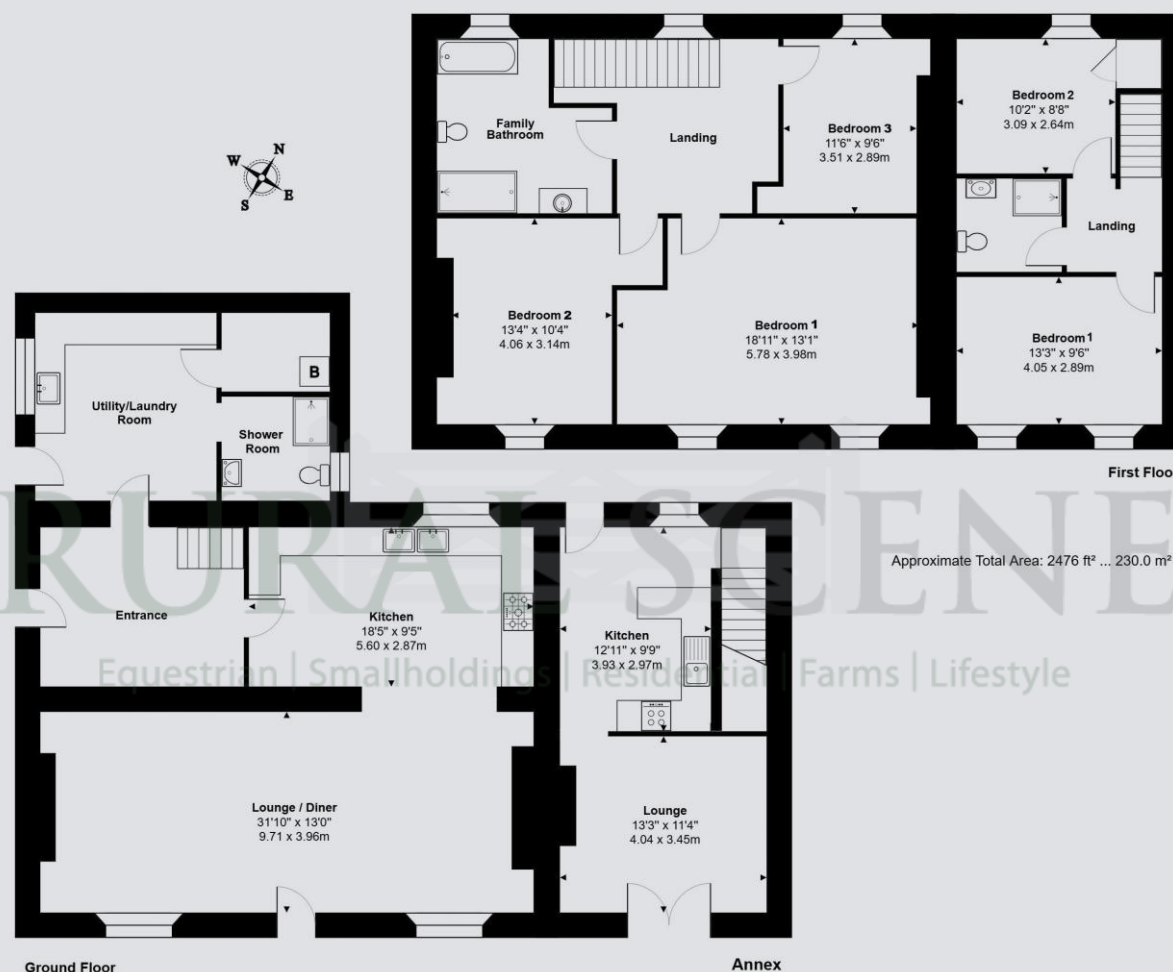 Family
Bathroom
Landing
Bedroom 3
11'6" x 9'6"
3.51 x 2.89m
Bedroom 2
10'2" x 8'8"
3.09 x 2.64m
Landing
N
W
E
S
Bedroom 2
13'4" x 10'4"
4.06 x 3.14m
Bedroom 1
18'11" x 13'1"
5.78 x 3.98m
Bedroom 1
13'3" x 9'6"
4.05 x 2.89m
First Floo
B
Utility/Laundry
Room
Shower
Room
RURAL SCENE
Approximate Total Area: 2476 ft² ... 230.0 m²
Entrance
Kitchen
18'5" x 9'5"
5.60 x 2.87m
Kitchen
12'11" x 9'9"
3.93 x 2.97m
Equestrian | Smallholdings | Residential | Farms | Lifestyle
Lounge / Diner
31'10" x 13'0"
9.71 x 3.96m
Lounge
13'3" x 11'4"
4.04 x 3.45m
Ground Floor
Annex